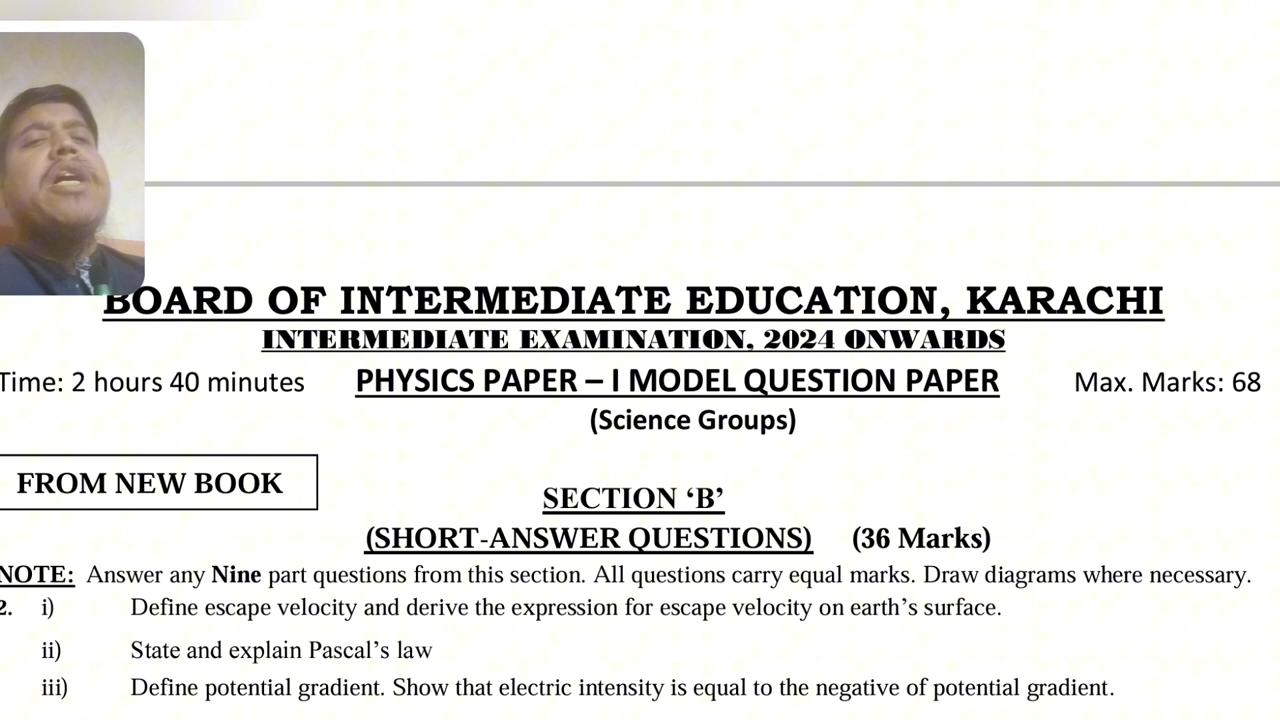 BOARD OF INTERMEDIATE EDUCATION, KARACHI
INTERMEDIATE EXAMINATION, 2024 ONWARDS
Time: 2 hours 40 minutes PHYSICS PAPER – I MODEL QUESTION PAPER Max. Marks: 68
(Science Groups)
FROM NEW BOOK
SECTION ‘B’
(SHORT-ANSWER QUESTIONS) (36 Marks)
NOTE: Answer any Nine part questions from this section. All questions carry equal marks. Draw diagrams where necessary.
2. i) Define escape velocity and derive the expression for escape velocity on earth’s surface.
ii) State and explain Pascal’s law
iii) Define potential gradient. Show that electric intensity is equal to the negative of potential gradient.